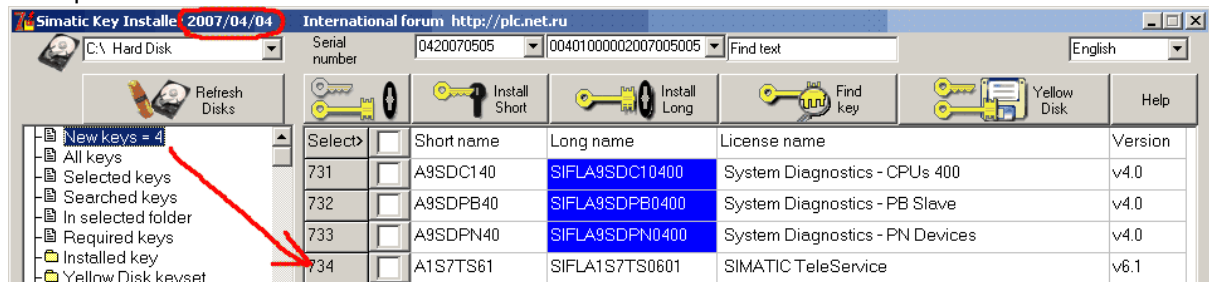 Simatic Key Installer 2007/04/04 International forum http://plc.net.ru
C:\ Hard Disk Serial number 0420070505 00401000002007005005 Find text English
Refresh Disks Install Short Install Long Find key Yellow Disk Help
New keys = 4
All keys
Selected keys
Searched keys
In selected folder
Required keys
Installed key
Yellow Disk keyset
Select> Short name Long name License name Version
731 A9SDC140 SIFLA9SDC10400 System Diagnostics - CPUs 400 v4.0
732 A9SDPB40 SIFLA9SDPB0400 System Diagnostics - PB Slave v4.0
733 A9SDPN40 SIFLA9SDPN0400 System Diagnostics - PN Devices v4.0
734 A1S7TS61 SIFLA1S7TS0601 SIMATIC TeleService v6.1